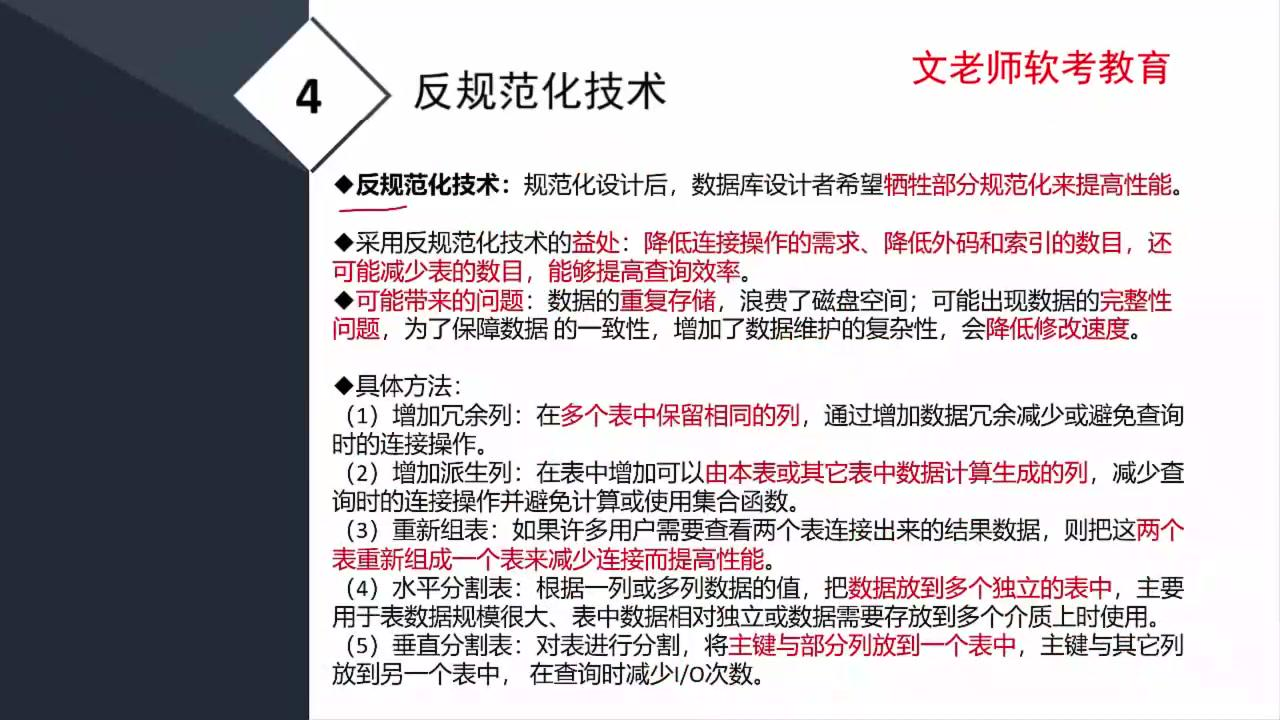 4
反规范化技术
文老师软考教育
◆反规范化技术：规范化设计后，数据库设计者希望牺牲部分规范化来提高性能。
◆采用反规范化技术的益处：降低连接操作的需求、降低外码和索引的数目，还
可能减少表的数目，能够提高查询效率。
◆可能带来的问题：数据的重复存储，浪费了磁盘空间；可能出现数据的完整性
问题，为了保障数据 的一致性，增加了数据维护的复杂性，会降低修改速度。
◆具体方法：
（1）增加冗余列：在多个表中保留相同的列，通过增加数据冗余减少或避免查询
时的连接操作。
（2）增加派生列：在表中增加可以由本表或其它表中数据计算生成的列，减少查
询时的连接操作并避免计算或使用集合函数。
（3）重新组表：如果许多用户需要查看两个表连接出来的结果数据，则把这两个
表重新组成一个表来减少连接而提高性能。
（4）水平分割表：根据一列或多列数据的值，把数据放到多个独立的表中，主要
用于表数据规模很大、表中数据相对独立或数据需要存放到多个介质上时使用。
（5）垂直分割表：对表进行分割，将主键与部分列放到一个表中，主键与其它列
放到另一个表中， 在查询时减少I/O次数。